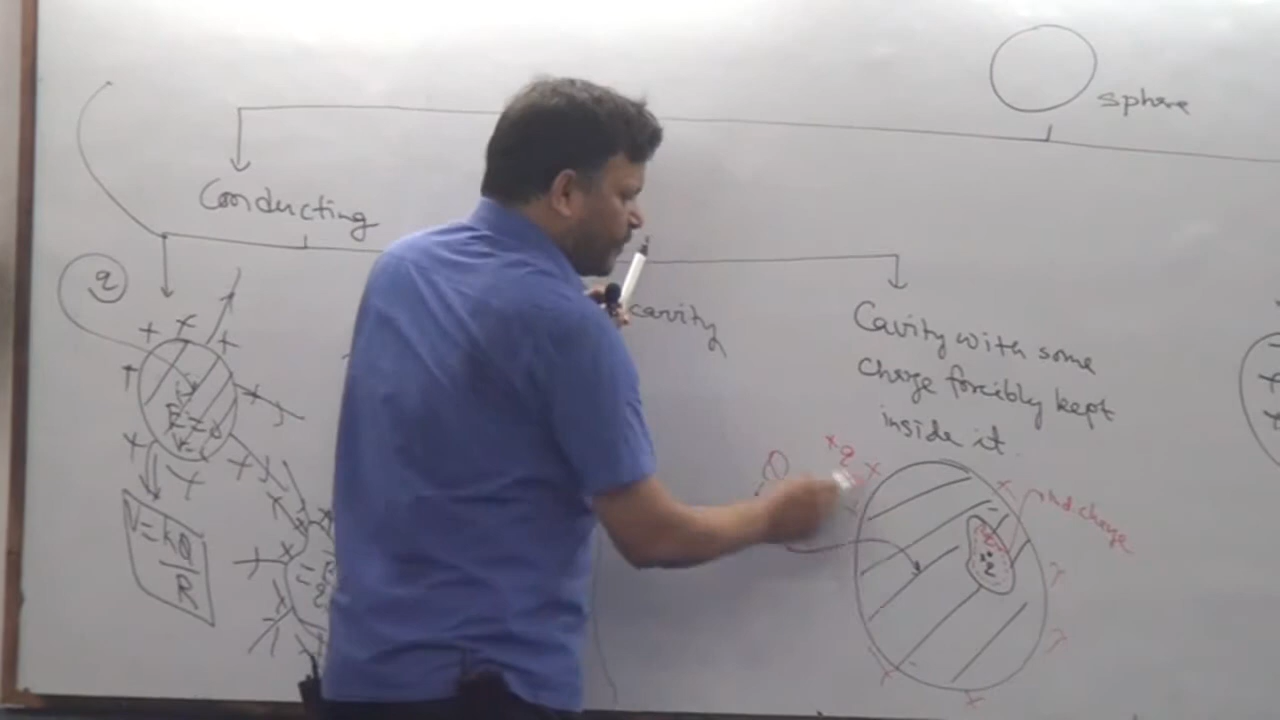 sphere
Conducting
cavity
Cavity with some
charge forcibly kept
inside it
q
E=0
V=kQ/R
q
ind. charge
q